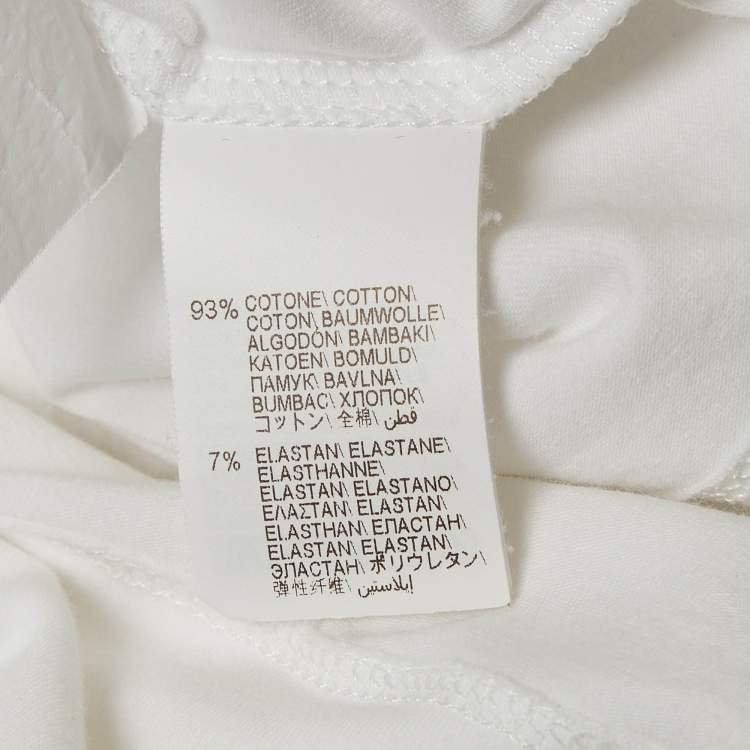 93% COTONE\ COTTON\
COTON\ BAUMWOLLE\
ALGODÓN\ BAMBAKI\
KATOEN\ BOMULD\
ПАМУК\ BAVLNA\
BUMBAC\ ХЛОПОК\
コットン\ 全棉\ قطن
7% ELASTAN\ ELASTANE\
ELASTHANNE\
ELASTAN\ ELASTANO\
ΕΛΑΣΤΑΝ\ ELASTAN\
ELASTHAN\ ЕПАСТАН\
ELASTAN\ ELASTAN\
ЭПАСТАН\ ポリウレタン\
弹性纤维\ إيلاستين\